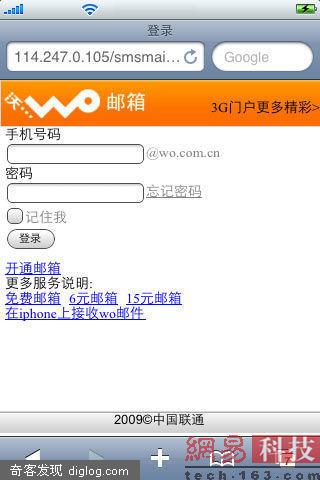 登录
114.247.0.105/smsmai...
Google
沃... WO 邮箱
3G门户更多精彩>
手机号码
@wo.com.cn
密码
忘记密码
记住我
登录
开通邮箱
更多服务说明:
免费邮箱 6元邮箱 15元邮箱
在iphone上接收wo邮件
2009©中国联通
網易科技
奇客发现 diglog.com
tech.163.com